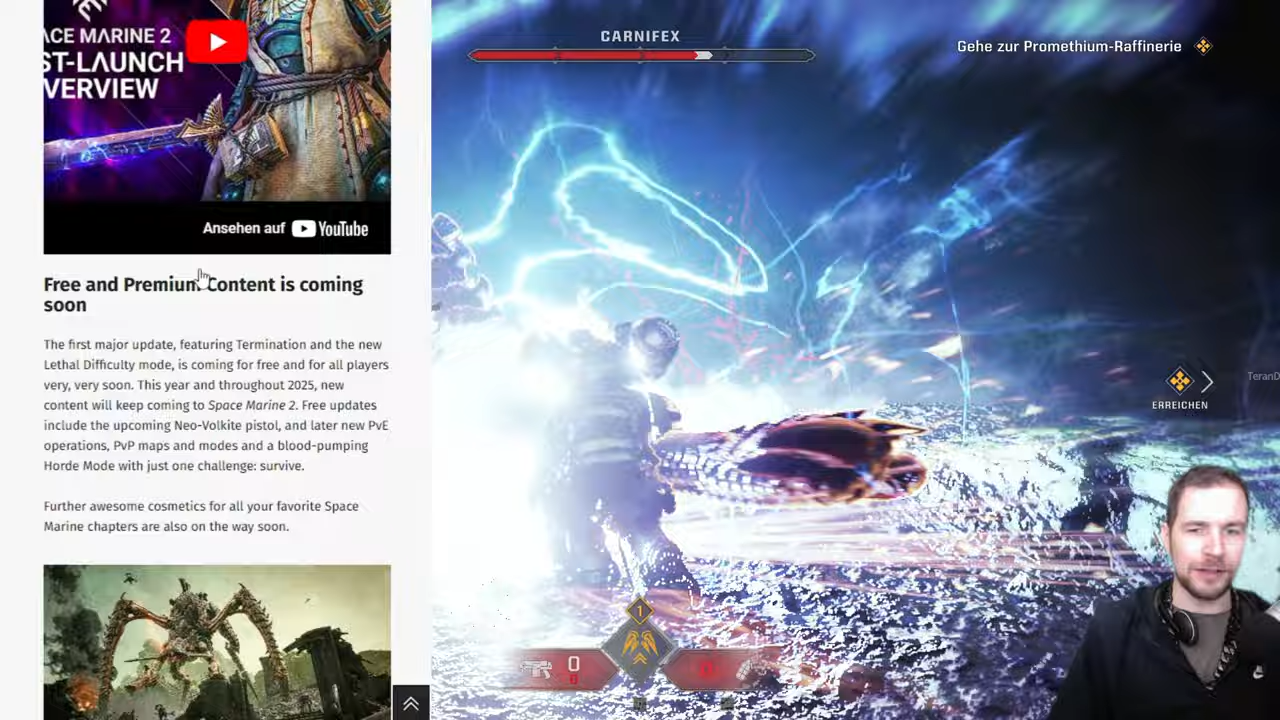 ACE MARINE 2
ST-LAUNCH
VERVIEW
Ansehen auf YouTube
Free and Premium Content is coming
soon
The first major update, featuring Termination and the new
Lethal Difficulty mode, is coming for free and for all players
very, very soon. This year and throughout 2025, new
content will keep coming to Space Marine 2. Free updates
include the upcoming Neo-Volkite pistol, and later new PvE
operations, PvP maps and modes and a blood-pumping
Horde Mode with just one challenge: survive.
Further awesome cosmetics for all your favorite Space
Marine chapters are also on the way soon.
CARNIFEX
Gehe zur Promethium-Raffinerie
TeranD
ERREICHEN
1
0
0